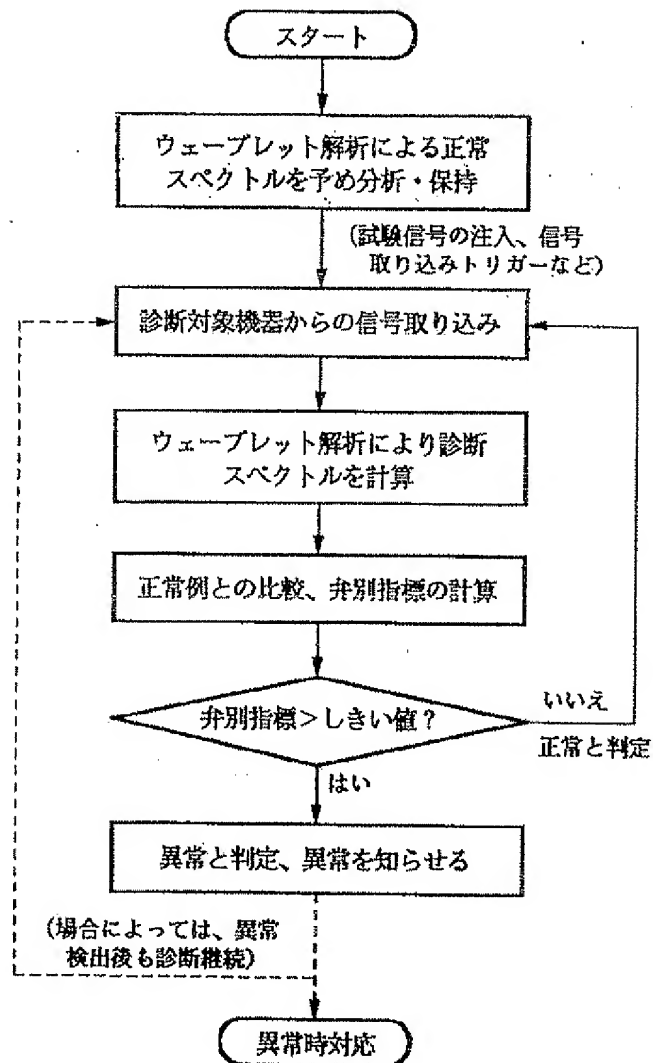 スタート
ウェーブレット解析による正常
スペクトルを予め分析・保持
(試験信号の注入、信号
取り込みトリガーなど)
診断対象機器からの信号取り込み
ウェーブレット解析により診断
スペクトルを計算
正常例との比較、弁別指標の計算
弁別指標>しきい値?
いいえ
正常と判定
はい
異常と判定、異常を知らせる
(場合によっては、異常
検出後も診断継続)
異常時対応